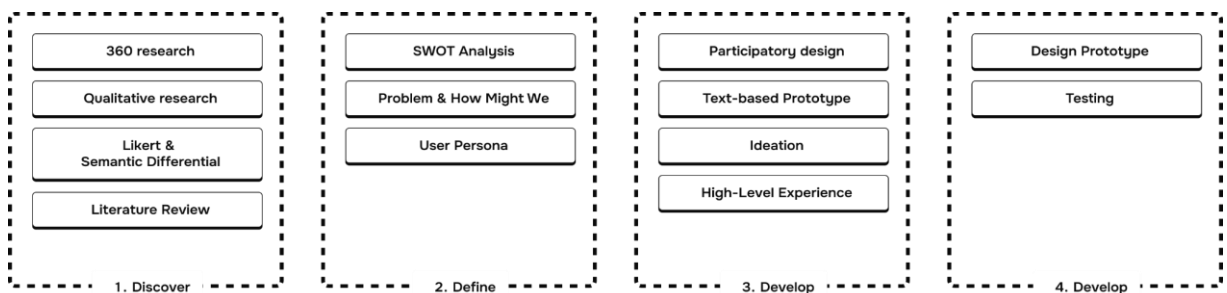 360 research
Qualitative research
Likert &
Semantic Differential
Literature Review
1. Discover
SWOT Analysis
Problem & How Might We
User Persona
2. Define
Participatory design
Text-based Prototype
Ideation
High-Level Experience
3. Develop
Design Prototype
Testing
4. Develop